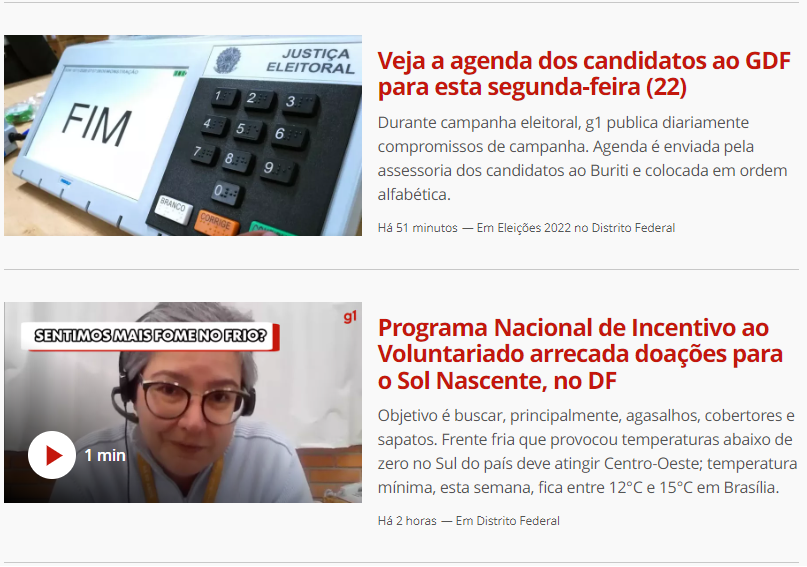 JUSTIÇA
ELEITORAL
FIM
1 2 3
4 5 6
7 8 9
0
BRANCO
CORRIGE
Veja a agenda dos candidatos ao GDF
para esta segunda-feira (22)
Durante campanha eleitoral, g1 publica diariamente
compromissos de campanha. Agenda é enviada pela
assessoria dos candidatos ao Buriti e colocada em ordem
alfabética.
Há 51 minutos — Em Eleições 2022 no Distrito Federal
g1
SENTIMOS MAIS FOME NO FRIO?
1 min
Programa Nacional de Incentivo ao
Voluntariado arrecada doações para
o Sol Nascente, no DF
Objetivo é buscar, principalmente, agasalhos, cobertores e
sapatos. Frente fria que provocou temperaturas abaixo de
zero no Sul do país deve atingir Centro-Oeste; temperatura
mínima, esta semana, fica entre 12°C e 15°C em Brasília.
Há 2 horas — Em Distrito Federal